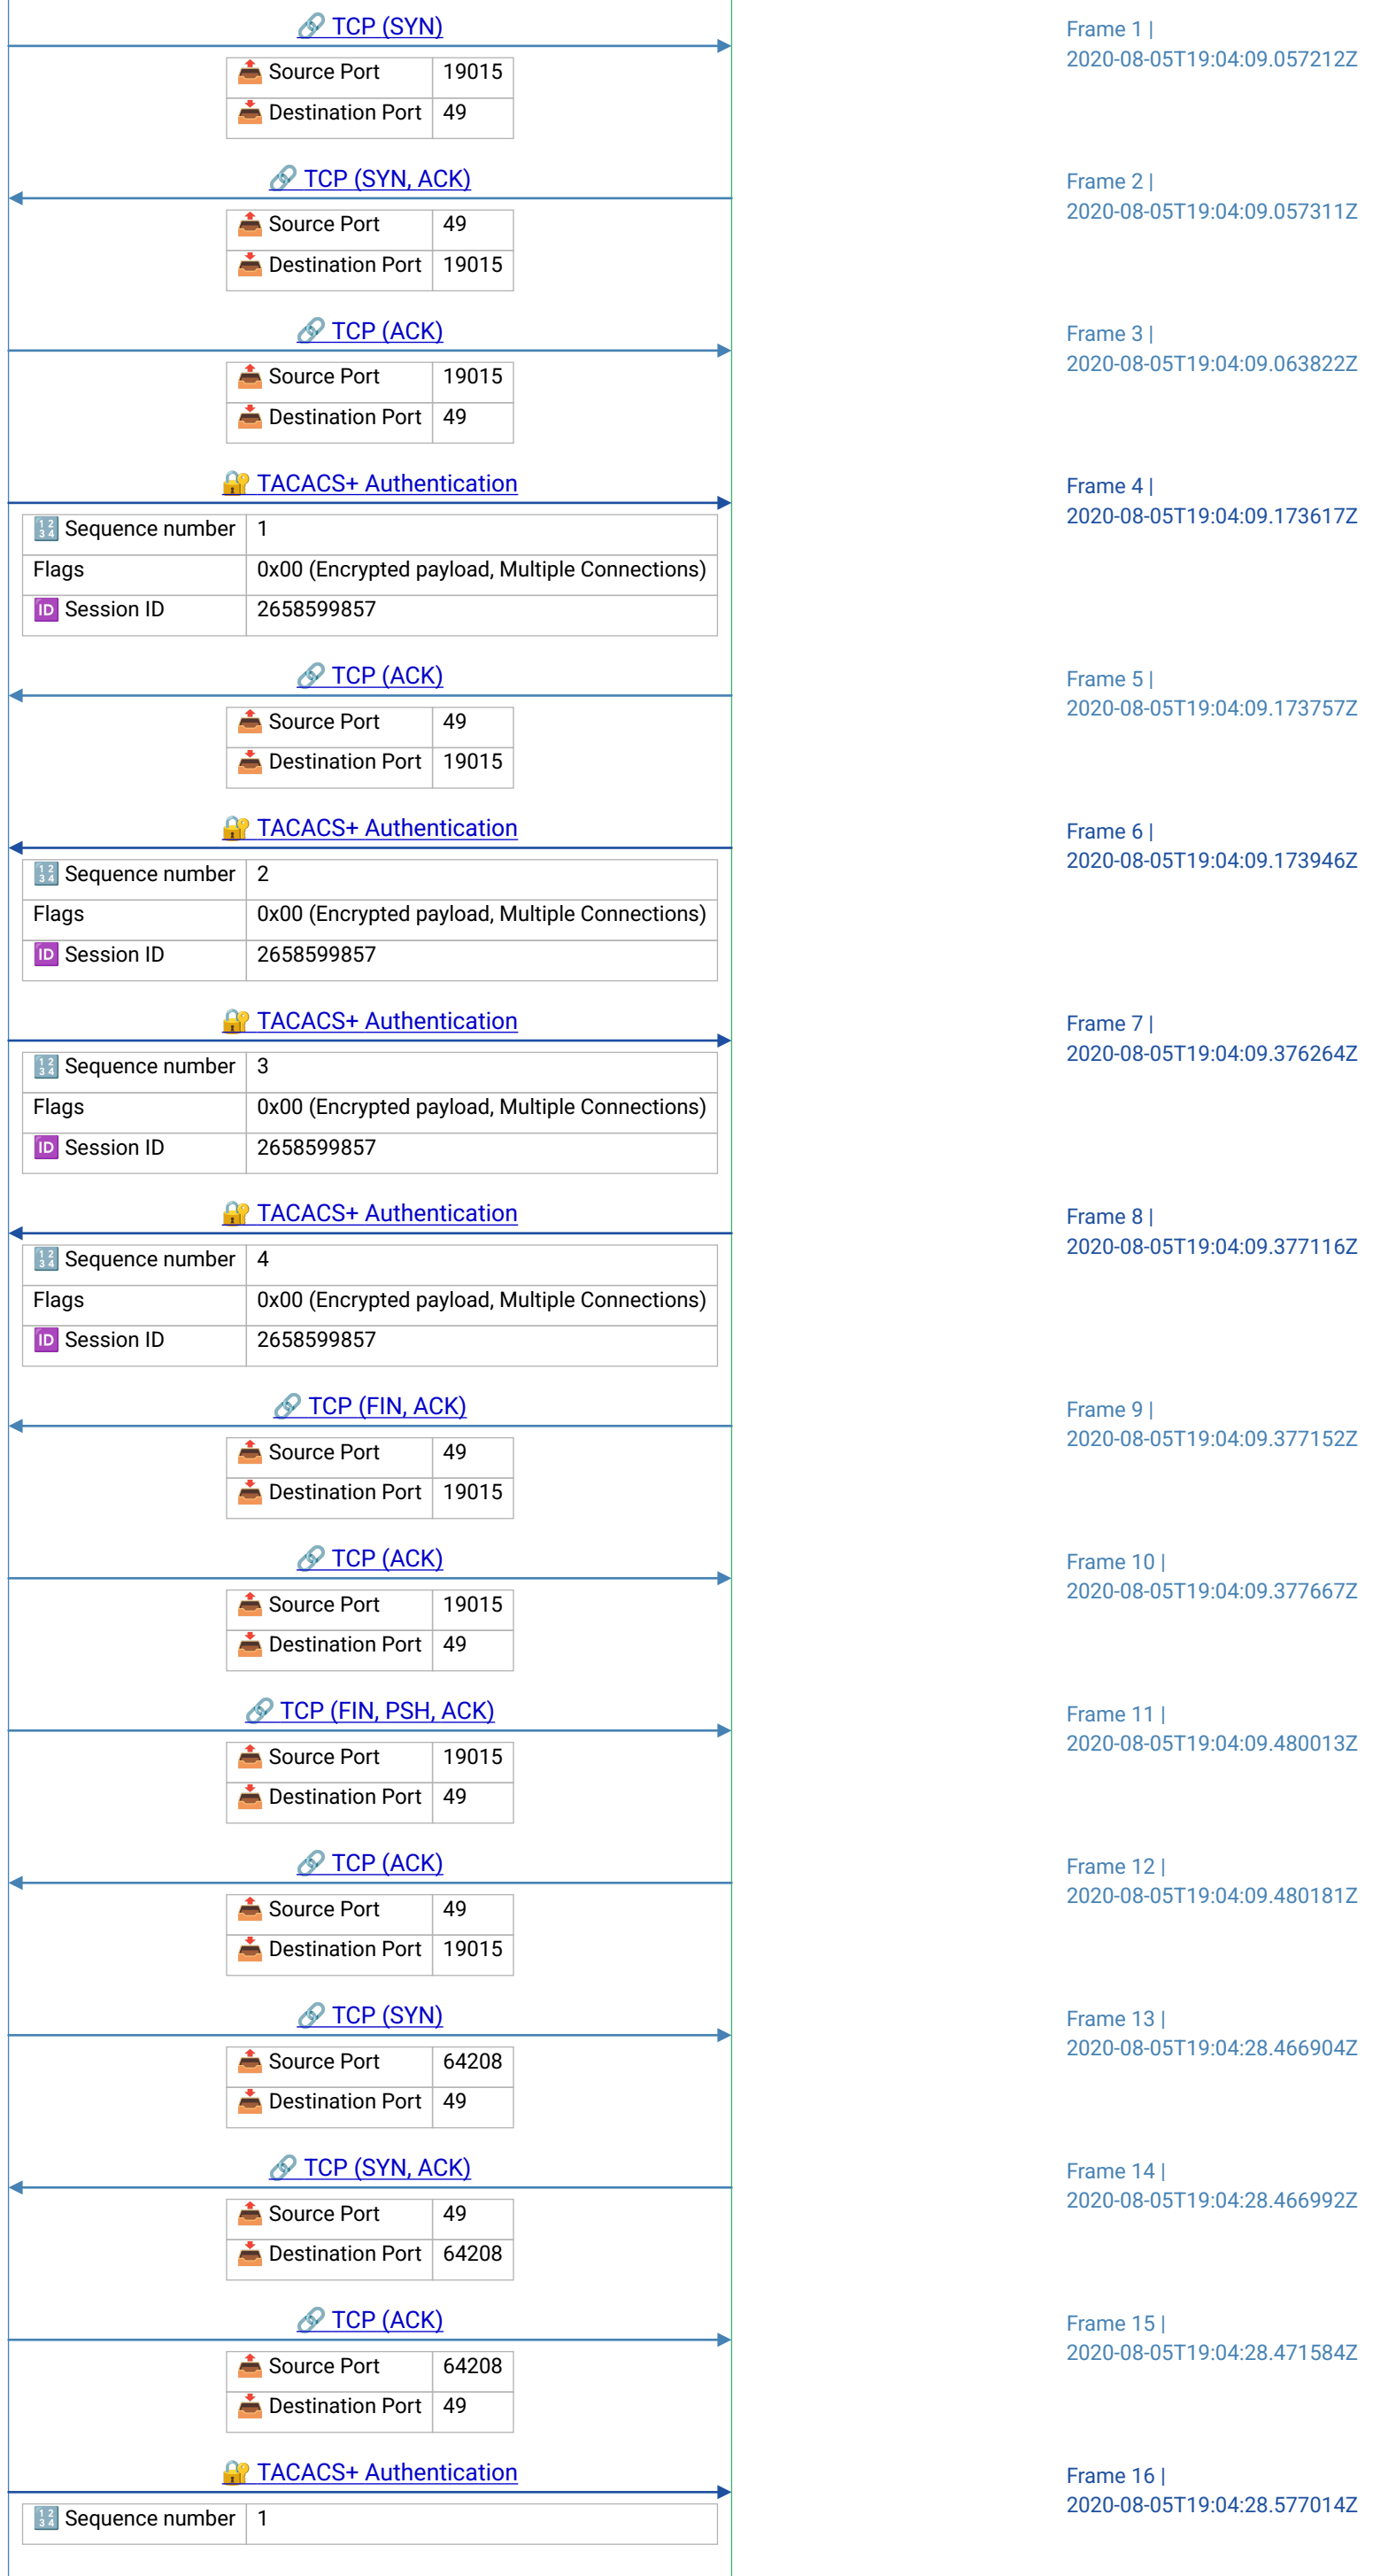 🔗 TCP (SYN)
Frame 1 |
2020-08-05T19:04:09.057212Z
📤 Source Port 19015
📥 Destination Port 49
🔗 TCP (SYN, ACK)
Frame 2 |
2020-08-05T19:04:09.057311Z
📤 Source Port 49
📥 Destination Port 19015
🔗 TCP (ACK)
Frame 3 |
2020-08-05T19:04:09.063822Z
📤 Source Port 19015
📥 Destination Port 49
🔐 TACACS+ Authentication
Frame 4 |
2020-08-05T19:04:09.173617Z
🔢 Sequence number 1
Flags 0x00 (Encrypted payload, Multiple Connections)
🆔 Session ID 2658599857
🔗 TCP (ACK)
Frame 5 |
2020-08-05T19:04:09.173757Z
📤 Source Port 49
📥 Destination Port 19015
🔐 TACACS+ Authentication
Frame 6 |
2020-08-05T19:04:09.173946Z
🔢 Sequence number 2
Flags 0x00 (Encrypted payload, Multiple Connections)
🆔 Session ID 2658599857
🔐 TACACS+ Authentication
Frame 7 |
2020-08-05T19:04:09.376264Z
🔢 Sequence number 3
Flags 0x00 (Encrypted payload, Multiple Connections)
🆔 Session ID 2658599857
🔐 TACACS+ Authentication
Frame 8 |
2020-08-05T19:04:09.377116Z
🔢 Sequence number 4
Flags 0x00 (Encrypted payload, Multiple Connections)
🆔 Session ID 2658599857
🔗 TCP (FIN, ACK)
Frame 9 |
2020-08-05T19:04:09.377152Z
📤 Source Port 49
📥 Destination Port 19015
🔗 TCP (ACK)
Frame 10 |
2020-08-05T19:04:09.377667Z
📤 Source Port 19015
📥 Destination Port 49
🔗 TCP (FIN, PSH, ACK)
Frame 11 |
2020-08-05T19:04:09.480013Z
📤 Source Port 19015
📥 Destination Port 49
🔗 TCP (ACK)
Frame 12 |
2020-08-05T19:04:09.480181Z
📤 Source Port 49
📥 Destination Port 19015
🔗 TCP (SYN)
Frame 13 |
2020-08-05T19:04:28.466904Z
📤 Source Port 64208
📥 Destination Port 49
🔗 TCP (SYN, ACK)
Frame 14 |
2020-08-05T19:04:28.466992Z
📤 Source Port 49
📥 Destination Port 64208
🔗 TCP (ACK)
Frame 15 |
2020-08-05T19:04:28.471584Z
📤 Source Port 64208
📥 Destination Port 49
🔐 TACACS+ Authentication
Frame 16 |
2020-08-05T19:04:28.577014Z
🔢 Sequence number 1